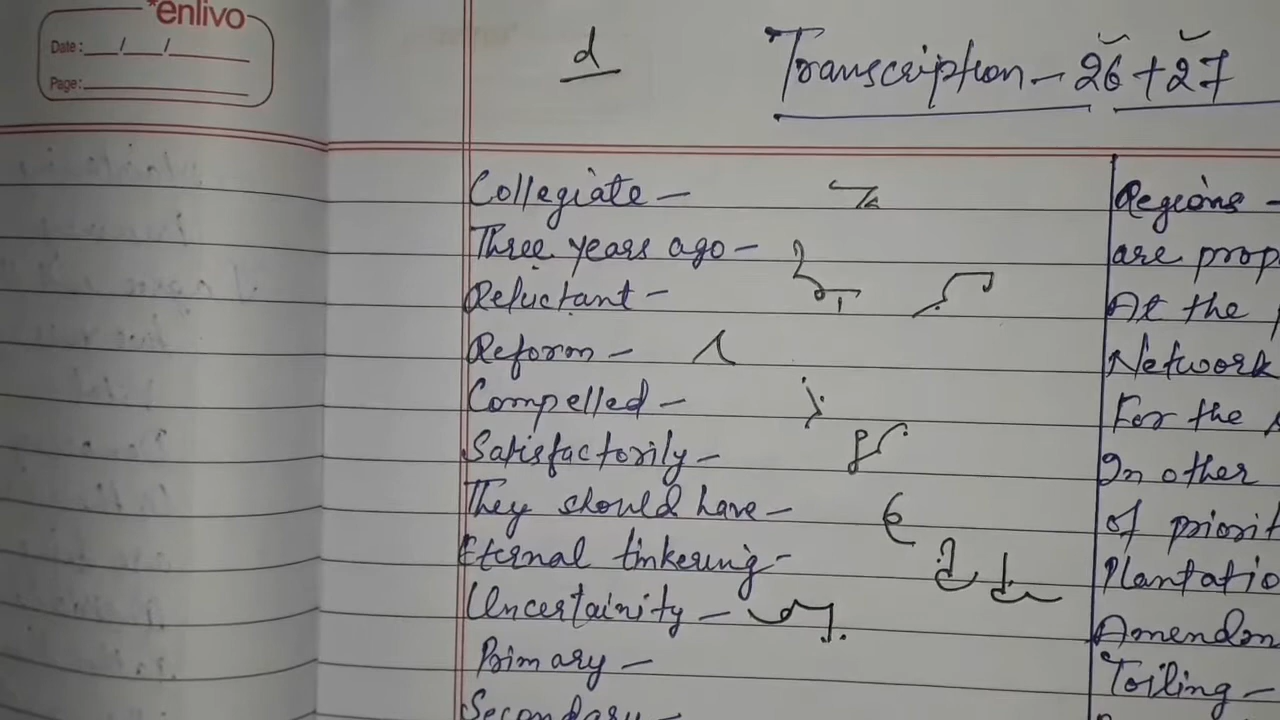 enlivo
Date: / /
Page:
d
Transcription - 26 + 27
Collegiate -
Three years ago -
Reluctant -
Reform -
Compelled -
Satisfactorily -
They should have -
Eternal tinkering -
Uncertainity -
Primary -
Secondary -
Regions -
are prop
At the
Network
For the
In other
of priorit
Plantatio
Amendm
Toiling -